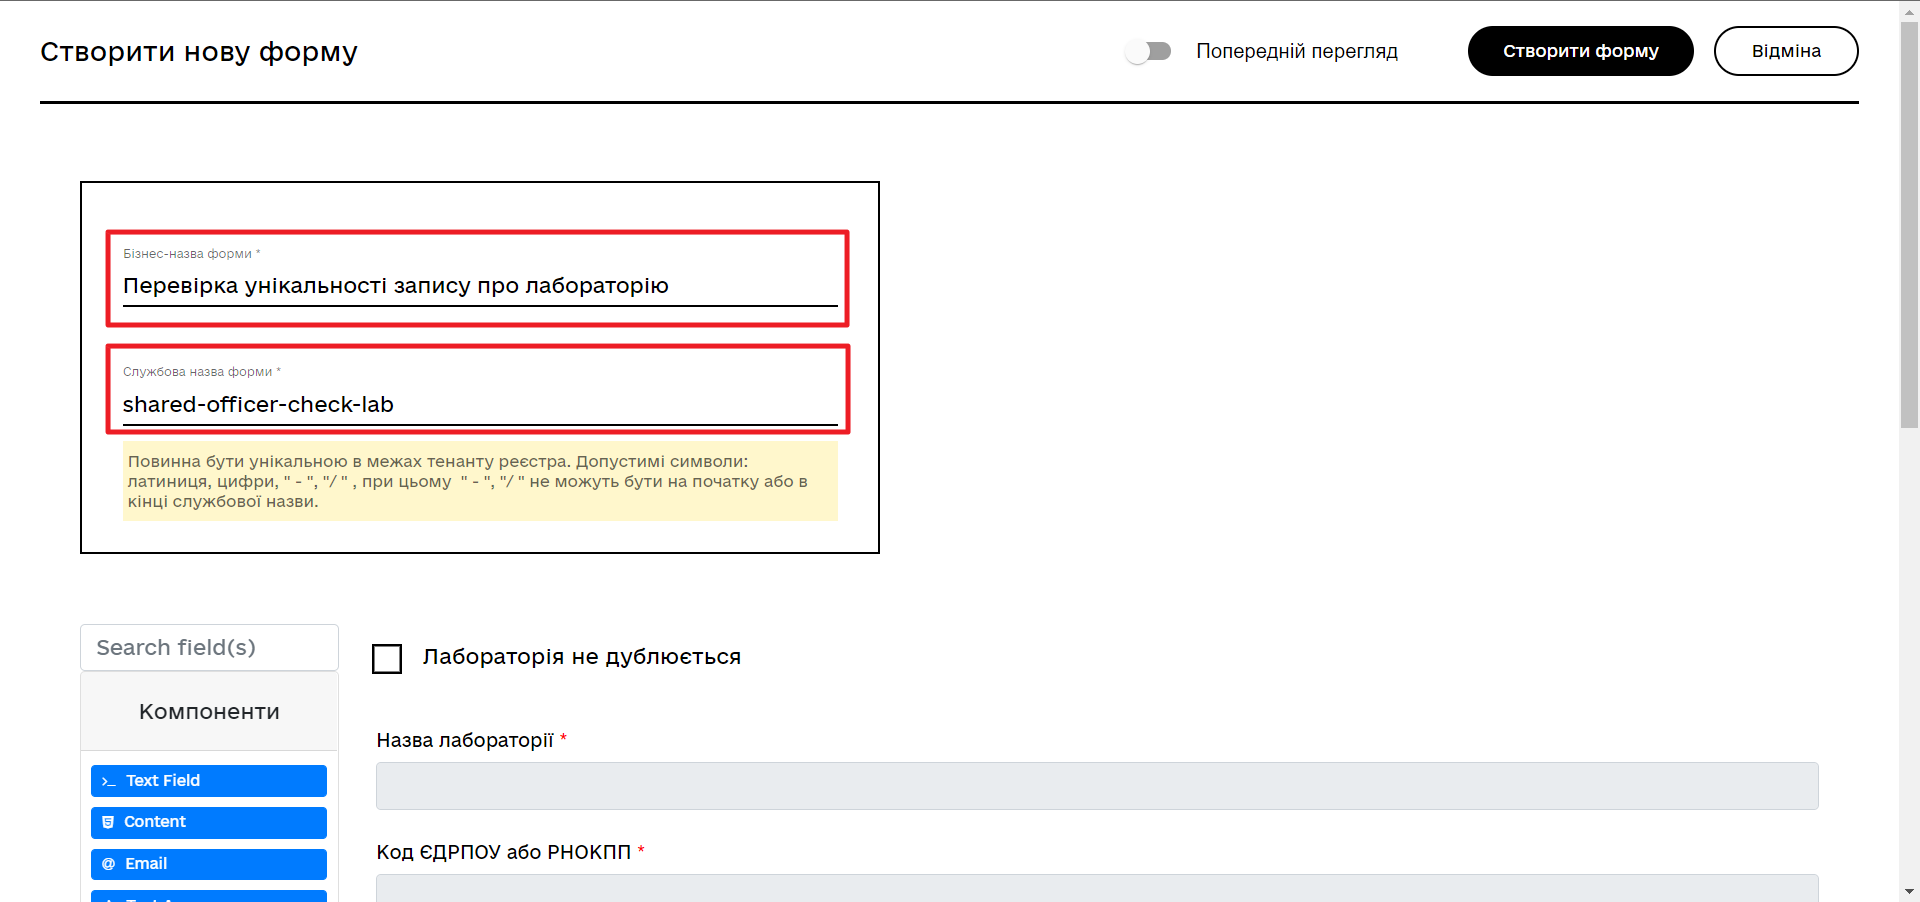 Створити нову форму
Попередній перегляд
Створити форму
Відміна
Бізнес-назва форми *
Перевірка унікальності запису про лабораторію
Службова назва форми *
shared-officer-check-lab
Повинна бути унікальною в межах тенанту реєстра. Допустимі символи:
латиниця, цифри, " - ", "/ " , при цьому " - ", "/ " не можуть бути на початку або в
кінці службової назви.
Search field(s)
Компоненти
>_ Text Field
Content
@ Email
Лабораторія не дублюється
Назва лабораторії *
Код ЄДРПОУ або РНОКПП *